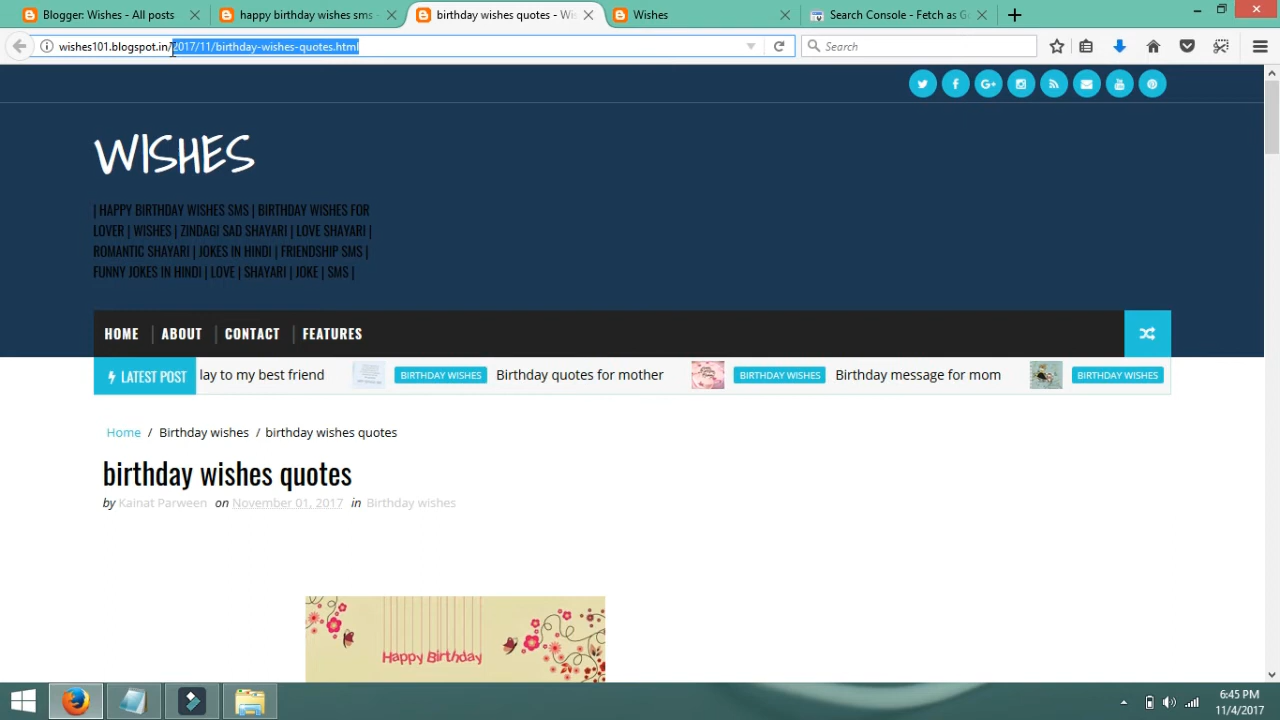 Blogger: Wishes - All posts
happy birthday wishes sms -
birthday wishes quotes - Wi
Wishes
Search Console - Fetch as G
wishes101.blogspot.in/2017/11/birthday-wishes-quotes.html
Search
WISHES
| HAPPY BIRTHDAY WISHES SMS | BIRTHDAY WISHES FOR
LOVER | WISHES | ZINDAGI SAD SHAYARI | LOVE SHAYARI |
ROMANTIC SHAYARI | JOKES IN HINDI | FRIENDSHIP SMS |
FUNNY JOKES IN HINDI | LOVE | SHAYARI | JOKE | SMS |
HOME
ABOUT
CONTACT
FEATURES
LATEST POST
lay to my best friend
BIRTHDAY WISHES
Birthday quotes for mother
BIRTHDAY WISHES
Birthday message for mom
BIRTHDAY WISHES
Home / Birthday wishes / birthday wishes quotes
birthday wishes quotes
by Kainat Parween on November 01, 2017 in Birthday wishes
Happy Birthday
6:45 PM
11/4/2017